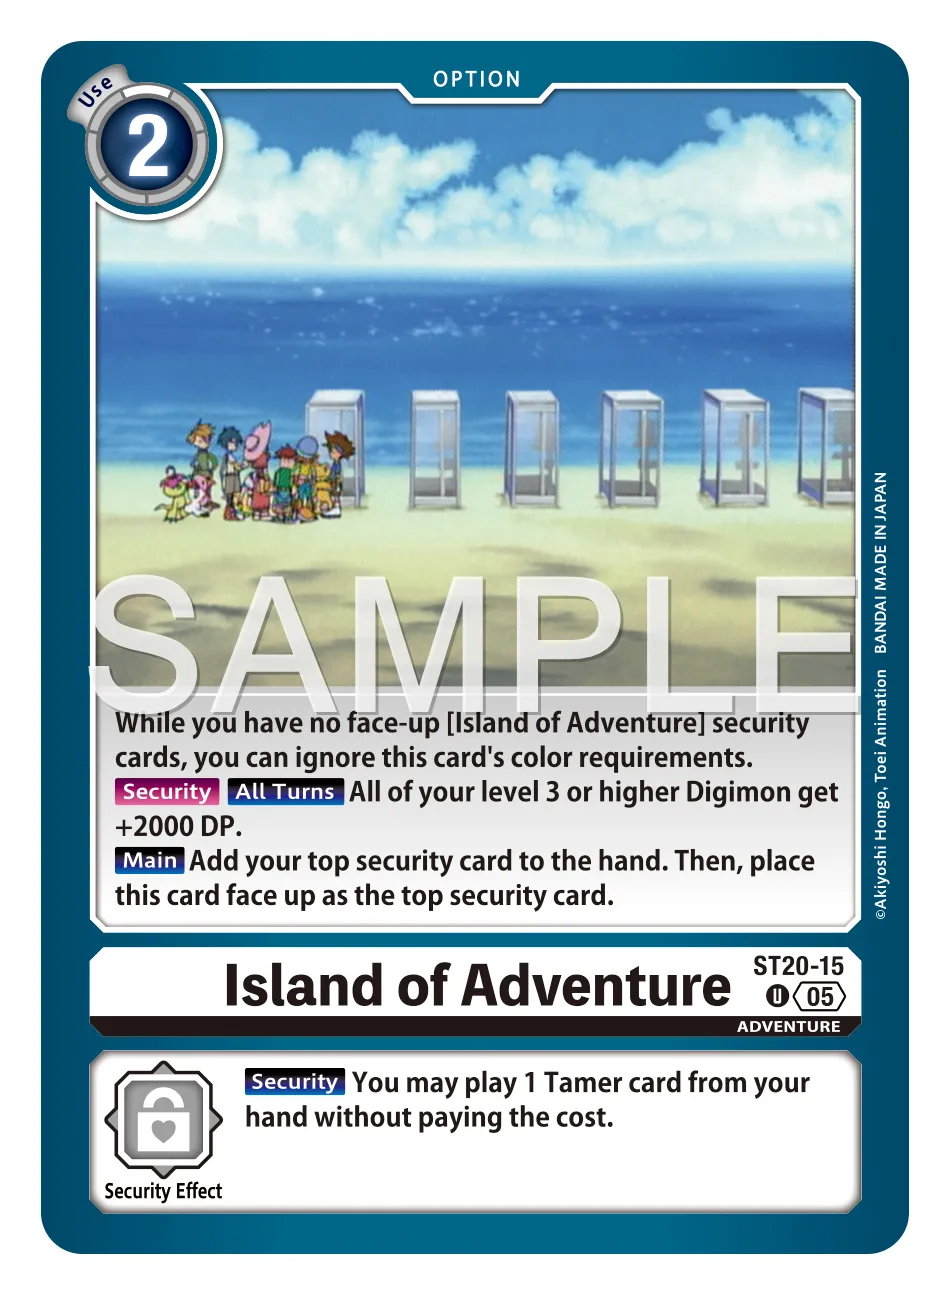 OPTION
Use
2
SAMPLE
While you have no face-up [Island of Adventure] security
cards, you can ignore this card's color requirements.
Security All Turns All of your level 3 or higher Digimon get
+2000 DP.
Main Add your top security card to the hand. Then, place
this card face up as the top security card.
©Akiyoshi Hongo, Toei Animation BANDAI MADE IN JAPAN
Island of Adventure
ST20-15
U 05
ADVENTURE
Security You may play 1 Tamer card from your
hand without paying the cost.
Security Effect